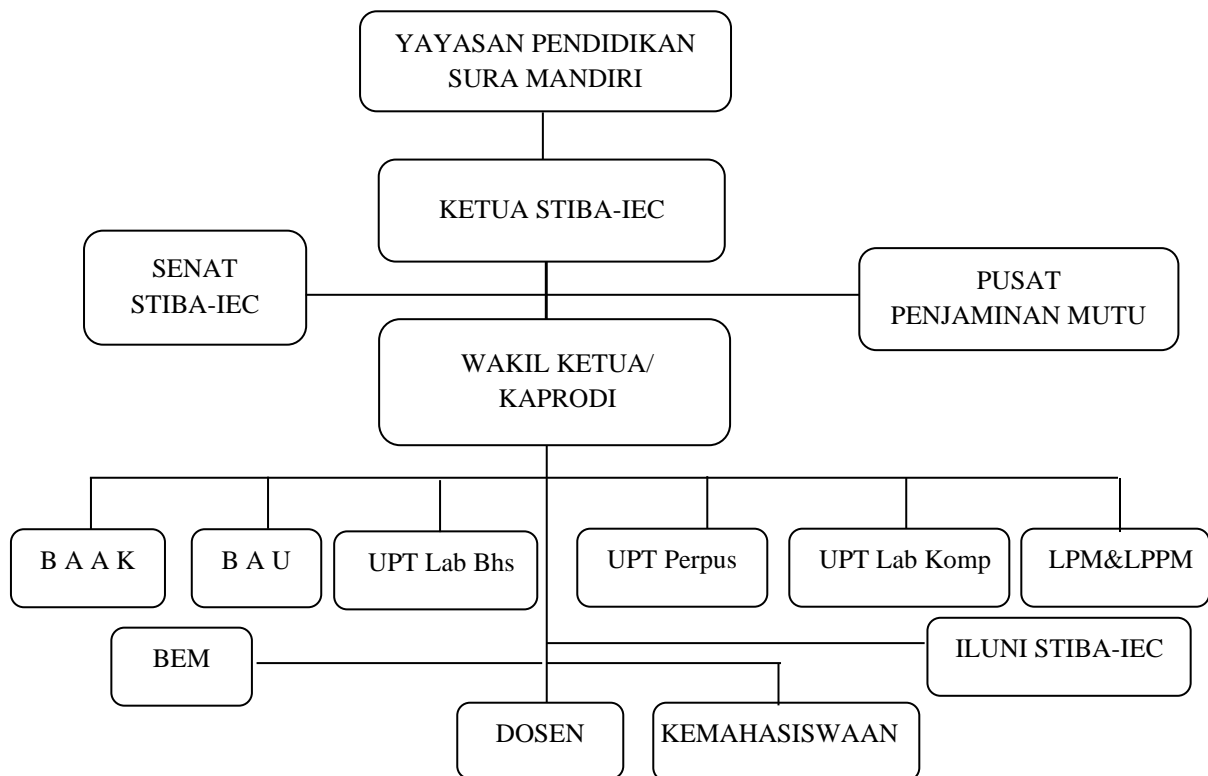 YAYASAN PENDIDIKAN
SURA MANDIRI
KETUA STIBA-IEC
SENAT
STIBA-IEC
PUSAT
PENJAMINAN MUTU
WAKIL KETUA/
KAPRODI
B A A K
B A U
UPT Lab Bhs
UPT Perpus
UPT Lab Komp
LPM&LPPM
BEM
ILUNI STIBA-IEC
DOSEN
KEMAHASISWAAN